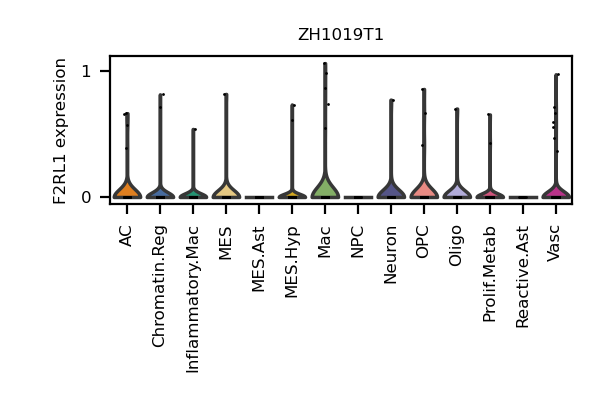 ZH1019T1
F2RL1 expression
1
0
AC
Chromatin.Reg
Inflammatory.Mac
MES
MES.Ast
MES.Hyp
Mac
NPC
Neuron
OPC
Oligo
Prolif.Metab
Reactive.Ast
Vasc